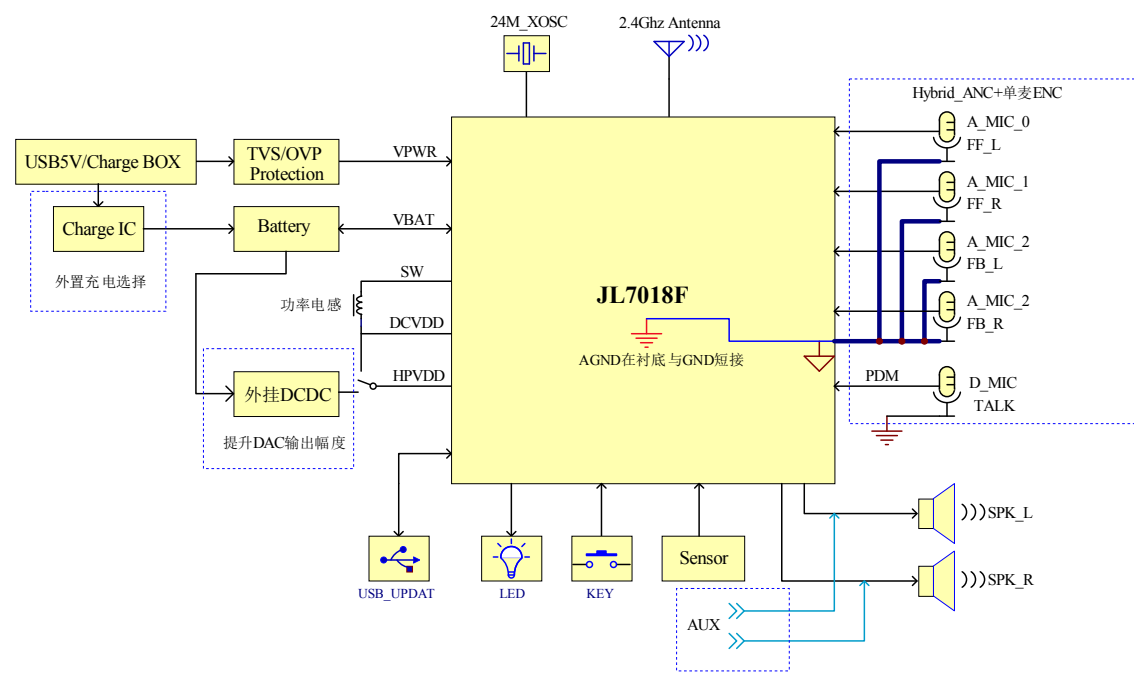 24M_XOSC
2.4Ghz Antenna
Hybrid_ANC+单麦ENC
A_MIC_0
FF_L
USB5V/Charge BOX
TVS/OVP
Protection
VPWR
A_MIC_1
FF_R
Charge IC
Battery
VBAT
A_MIC_2
FB_L
外置充电选择
SW
功率电感
JL7018F
A_MIC_2
FB_R
DCVDD
AGND在衬底与GND短接
外挂DCDC
HPVDD
PDM
D_MIC
TALK
提升DAC输出幅度
SPK_L
Sensor
SPK_R
USB_UPDAT
LED
KEY
AUX